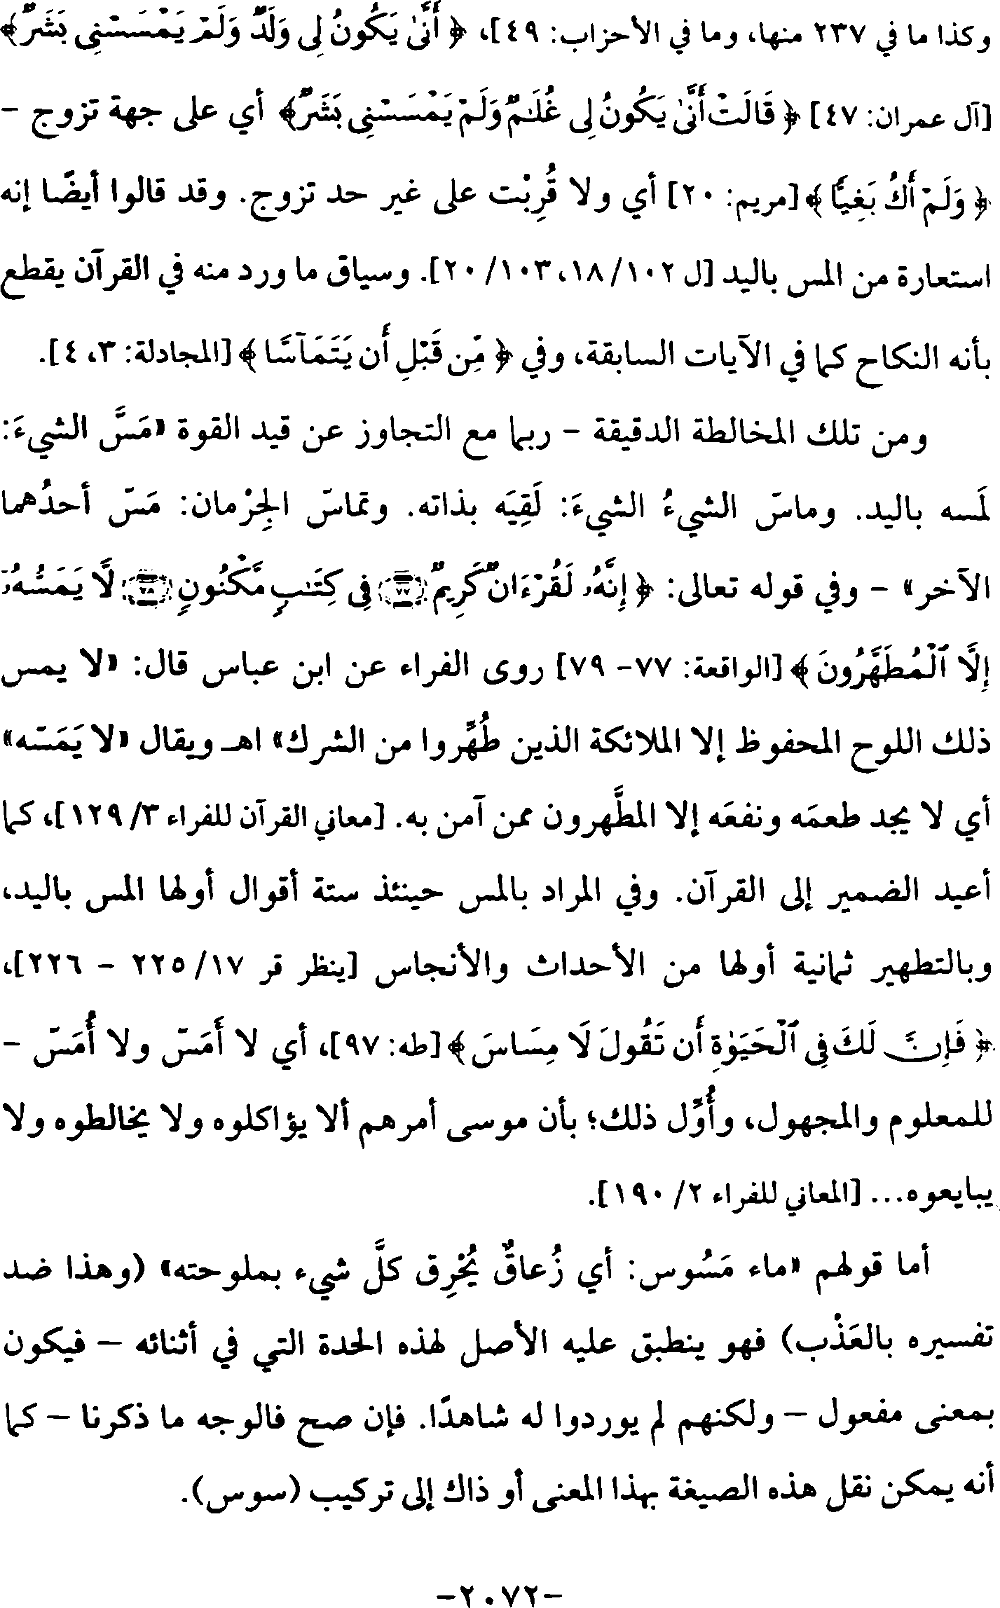 وكذا ما في ٢٣٧ منها، وما في الأحزاب: ٤٩]، ﴿ أَنَّىٰ يَكُونُ لِى وَلَدٌ وَلَمْ يَمْسَسْنِى بَشَرٌ ﴾
[آل عمران: ٤٧] ﴿ قَالَتْ أَنَّىٰ يَكُونُ لِى غُلَٰمٌ وَلَمْ يَمْسَسْنِى بَشَرٌ ﴾ أي على جهة تزوج –
﴿ وَلَمْ أَكُ بَغِيًّا ﴾ [مريم: ٢٠] أي ولا قُرِبْت على غير حد تزوج. وقد قالوا أيضًا إنه
استعارة من المس باليد [ل ١٠٢/ ١٨، ١٠٣/ ٢٠]. وسياق ما ورد منه في القرآن يقطع
بأنه النكاح كما في الآيات السابقة، وفي ﴿ مِّن قَبْلِ أَن يَتَمَآسَّا ﴾ [المجادلة: ٣، ٤].
ومن تلك المخالطة الدقيقة – ربما مع التجاوز عن قيد القوة «مَسَّ الشيءَ:
لمسه باليد. وماسّ الشيءُ الشيءَ: لَقِيَه بذاته. وتماسّ الجِرْمان: مَسّ أحدُهما
الآخر» – وفي قوله تعالى: ﴿ إِنَّهُۥ لَقُرْءَانٌ كَرِيمٌ ٧٧ فِى كِتَٰبٍ مَّكْنُونٍ ٧٨ لَّا يَمَسُّهُۥٓ
إِلَّا ٱلْمُطَهَّرُونَ ﴾ [الواقعة: ٧٧- ٧٩] روى الفراء عن ابن عباس قال: «لا يمس
ذلك اللوح المحفوظ إلا الملائكة الذين طُهِّروا من الشرك» اهـ ويقال «لا يَمَسّه»
أي لا يجد طعمَه ونفعَه إلا المطَّهرون ممن آمن به. [معاني القرآن للفراء ٣/ ١٢٩]، كما
أعيد الضمير إلى القرآن. وفي المراد بالمس حينئذ ستة أقوال أولها المس باليد،
وبالتطهير ثمانية أولها من الأحداث والأنجاس [ينظر قر ١٧/ ٢٢٥ – ٢٢٦]،
﴿ فَإِنَّ لَكَ فِى ٱلْحَيَوٰةِ أَن تَقُولَ لَا مِسَاسَ ﴾ [طه: ٩٧]، أي لا أَمَسّ ولا أُمَسّ –
للمعلوم والمجهول، وأُوِّل ذلك؛ بأن موسى أمرهم ألا يؤاكلوه ولا يخالطوه ولا
يبايعوه... [المعاني للفراء ٢/ ١٩٠].
أما قولهم «ماء مَسُوس: أي زُعاقٌ يُحْرِق كلَّ شيء بملوحته» (وهذا ضد
تفسيره بالعَذْب) فهو ينطبق عليه الأصل لهذه الحدة التي في أثنائه – فيكون
بمعنى مفعول – ولكنهم لم يوردوا له شاهدًا. فإن صح فالوجه ما ذكرنا – كما
أنه يمكن نقل هذه الصيغة بهذا المعنى أو ذاك إلى تركيب (سوس).
-٢٠٧٢-